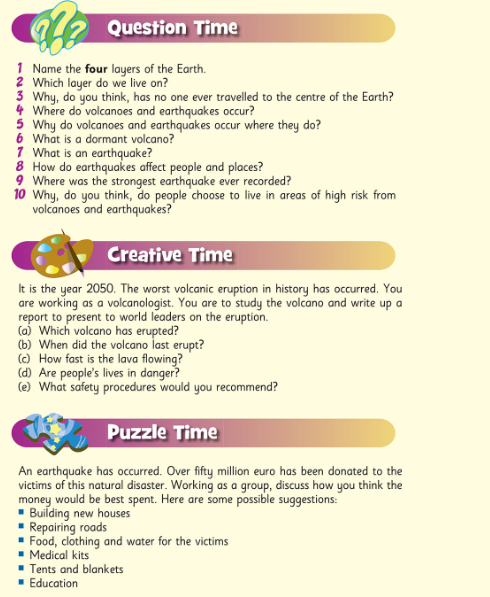 ???
Question Time
1 Name the four layers of the Earth.
2 Which layer do we live on?
3 Why, do you think, has no one ever travelled to the centre of the Earth?
4 Where do volcanoes and earthquakes occur?
5 Why do volcanoes and earthquakes occur where they do?
6 What is a dormant volcano?
7 What is an earthquake?
8 How do earthquakes affect people and places?
9 Where was the strongest earthquake ever recorded?
10 Why, do you think, do people choose to live in areas of high risk from
volcanoes and earthquakes?
Creative Time
It is the year 2050. The worst volcanic eruption in history has occurred. You
are working as a volcanologist. You are to study the volcano and write up a
report to present to world leaders on the eruption.
(a) Which volcano has erupted?
(b) When did the volcano last erupt?
(c) How fast is the lava flowing?
(d) Are people's lives in danger?
(e) What safety procedures would you recommend?
Puzzle Time
An earthquake has occurred. Over fifty million euro has been donated to the
victims of this natural disaster. Working as a group, discuss how you think the
money would be best spent. Here are some possible suggestions:
■ Building new houses
■ Repairing roads
■ Food, clothing and water for the victims
■ Medical kits
■ Tents and blankets
■ Education